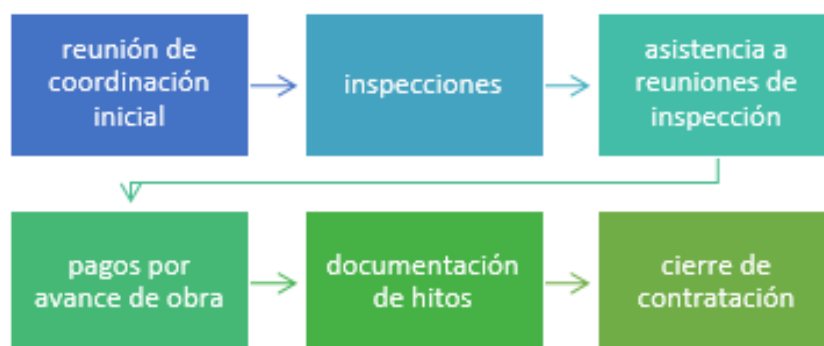 reunión de
coordinación
inicial
inspecciones
asistencia a
reuniones de
inspección
pagos por
avance de obra
documentación
de hitos
cierre de
contratación